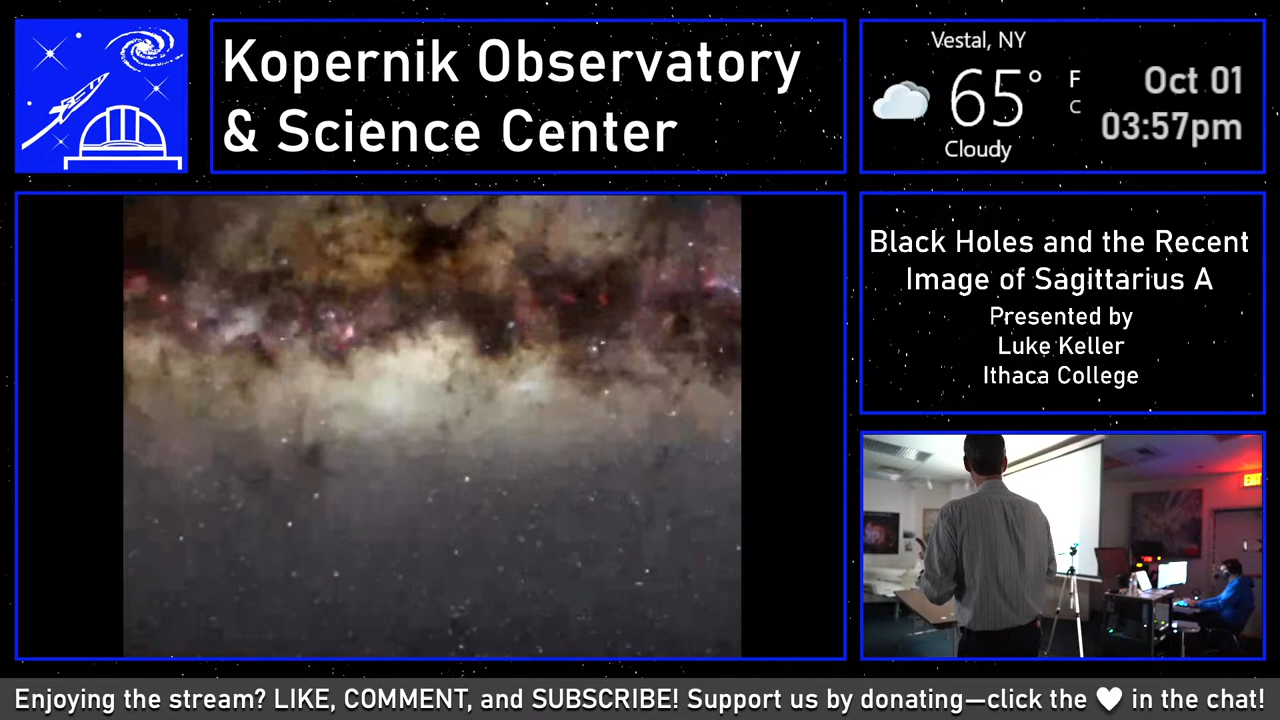 Kopernik Observatory
& Science Center
Vestal, NY
65° F
C
Cloudy
Oct 01
03:57pm
Black Holes and the Recent
Image of Sagittarius A
Presented by
Luke Keller
Ithaca College
Enjoying the stream? LIKE, COMMENT, and SUBSCRIBE! Support us by donating—click the ♥ in the chat!